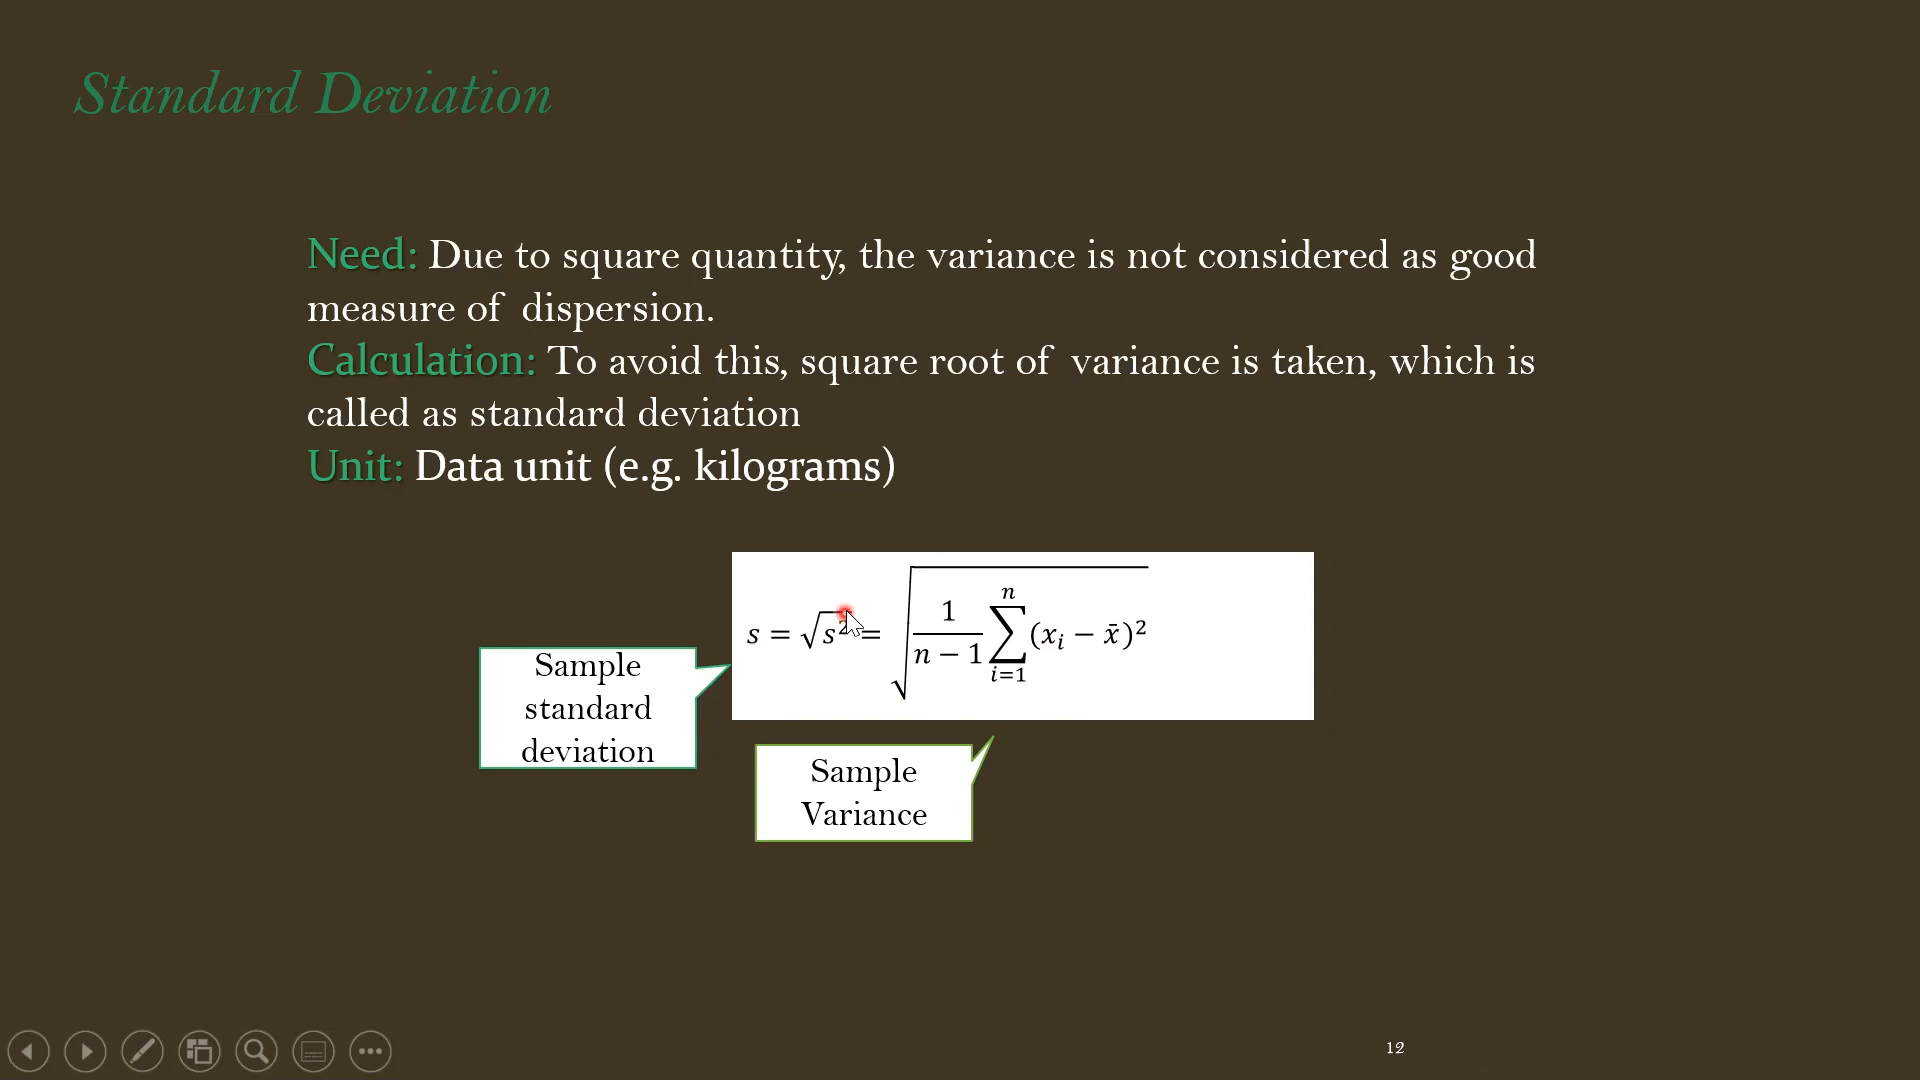 Standard Deviation
Need: Due to square quantity, the variance is not considered as good
measure of dispersion.
Calculation: To avoid this, square root of variance is taken, which is
called as standard deviation
Unit: Data unit (e.g. kilograms)
s = √s² = √(1/(n − 1) ∑ᵢ₌₁ⁿ (xᵢ − x̄)²)
Sample
standard
deviation
Sample
Variance
12